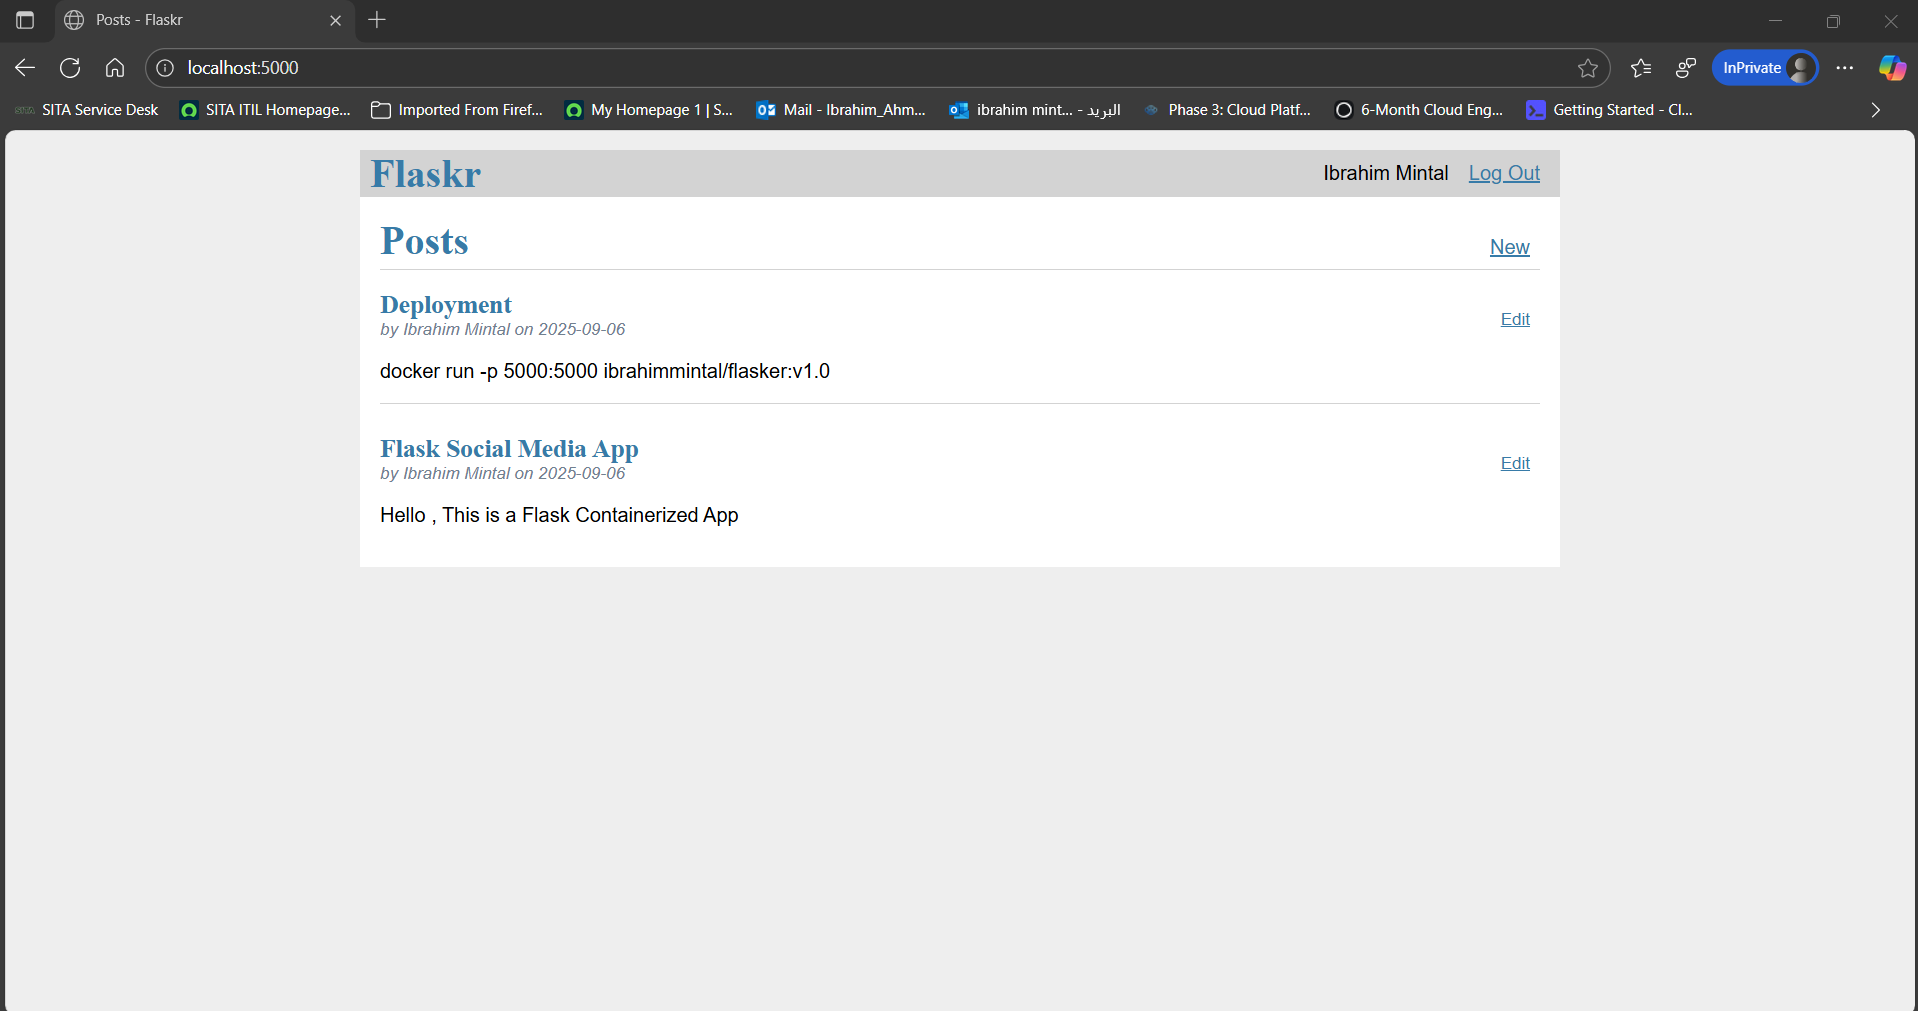 Posts - Flaskr
localhost:5000
InPrivate
SITA Service Desk
SITA ITIL Homepage...
Imported From Firef...
My Homepage 1 | S...
Mail - Ibrahim_Ahm...
ibrahim mint... - البريد
Phase 3: Cloud Platf...
6-Month Cloud Eng...
Getting Started - Cl...
Flaskr
Ibrahim Mintal
Log Out
Posts
New
Deployment
by Ibrahim Mintal on 2025-09-06
Edit
docker run -p 5000:5000 ibrahimmintal/flasker:v1.0
Flask Social Media App
by Ibrahim Mintal on 2025-09-06
Edit
Hello , This is a Flask Containerized App